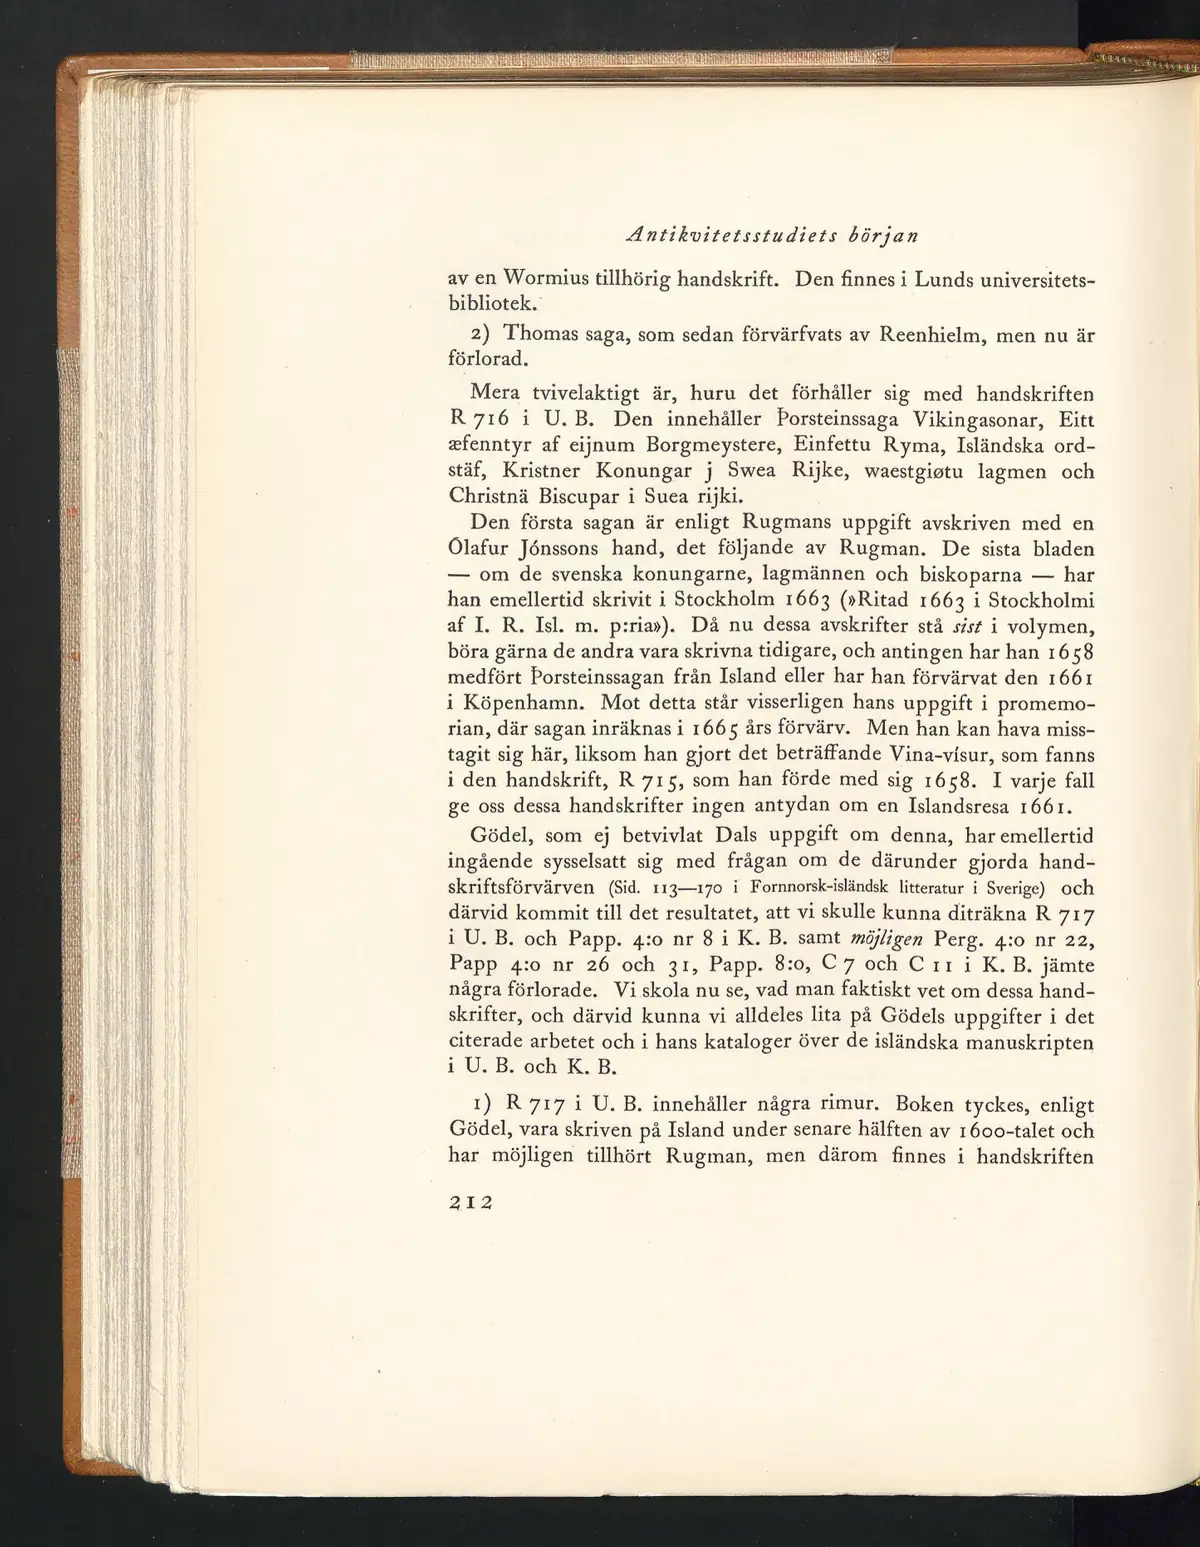 Antikvitetsstudiets början
av en Wormius tillhörig handskrift. Den finnes i Lunds universitets-
bibliotek.
2) Thomas saga, som sedan förvärfvats av Reenhielm, men nu är
förlorad.
Mera tvivelaktigt är, huru det förhåller sig med handskriften
R 716 i U. B. Den innehåller Þorsteinssaga Vikingasonar, Eitt
æfenntyr af eijnum Borgmeystere, Einfettu Ryma, Isländska ord-
stäf, Kristner Konungar j Swea Rijke, waestgiøtu lagmen och
Christnä Biscupar i Suea rijki.
Den första sagan är enligt Rugmans uppgift avskriven med en
Ólafur Jónssons hand, det följande av Rugman. De sista bladen
— om de svenska konungarne, lagmännen och biskoparna — har
han emellertid skrivit i Stockholm 1663 (»Ritad 1663 i Stockholmi
af I. R. Isl. m. p:ria»). Då nu dessa avskrifter stå sist i volymen,
böra gärna de andra vara skrivna tidigare, och antingen har han 1658
medfört Þorsteinssagan från Island eller har han förvärvat den 1661
i Köpenhamn. Mot detta står visserligen hans uppgift i promemo-
rian, där sagan inräknas i 1665 års förvärv. Men han kan hava miss-
tagit sig här, liksom han gjort det beträffande Vina-vísur, som fanns
i den handskrift, R 715, som han förde med sig 1658. I varje fall
ge oss dessa handskrifter ingen antydan om en Islandsresa 1661.
Gödel, som ej betvivlat Dals uppgift om denna, har emellertid
ingående sysselsatt sig med frågan om de därunder gjorda hand-
skriftsförvärven (Sid. 113—170 i Fornnorsk-isländsk litteratur i Sverige) och
därvid kommit till det resultatet, att vi skulle kunna diträkna R 717
i U. B. och Papp. 4:o nr 8 i K. B. samt möjligen Perg. 4:o nr 22,
Papp 4:o nr 26 och 31, Papp. 8:o, C 7 och C 11 i K. B. jämte
några förlorade. Vi skola nu se, vad man faktiskt vet om dessa hand-
skrifter, och därvid kunna vi alldeles lita på Gödels uppgifter i det
citerade arbetet och i hans kataloger över de isländska manuskripten
i U. B. och K. B.
1) R 717 i U. B. innehåller några rimur. Boken tyckes, enligt
Gödel, vara skriven på Island under senare hälften av 1600-talet och
har möjligen tillhört Rugman, men därom finnes i handskriften
212